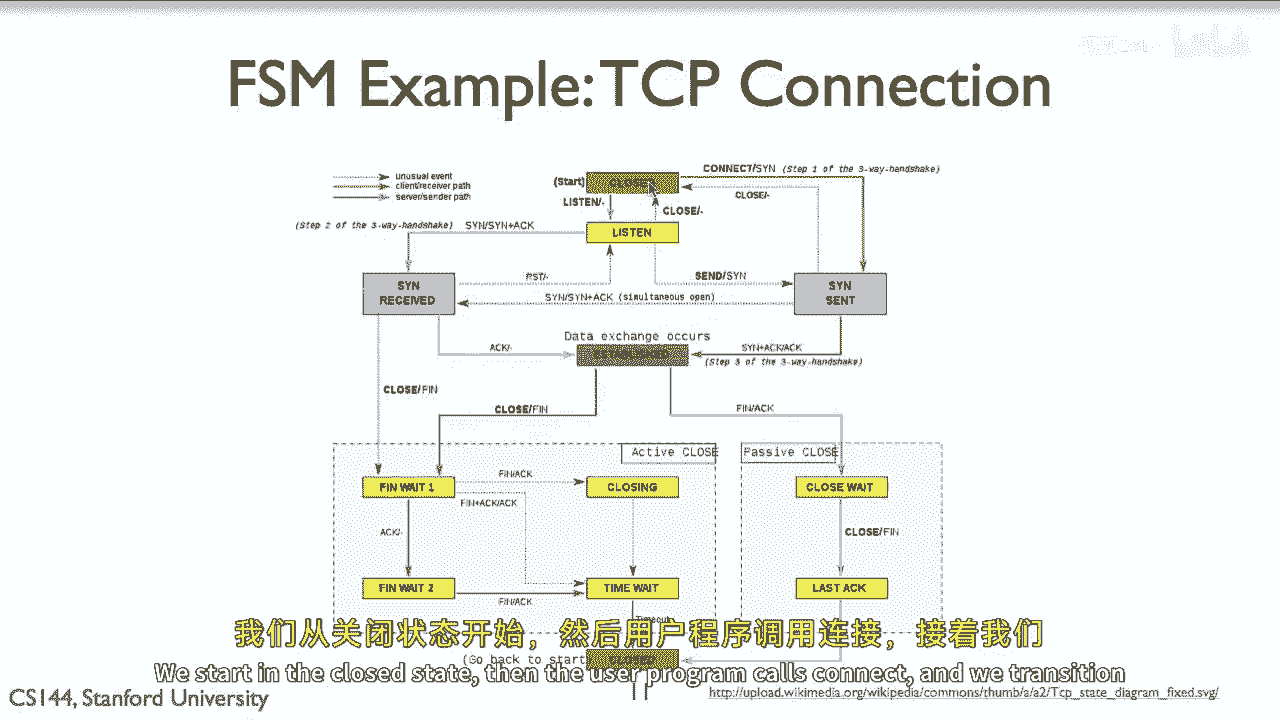 FSM Example: TCP Connection
unusual event
client/receiver path
server/sender path
(Start)
CONNECT/SYN (Step 1 of the 3-way-handshake)
CLOSE/-
LISTEN/-
CLOSE/-
(Step 2 of the 3-way-handshake) SYN/SYN+ACK
LISTEN
RST/-
SEND/SYN
SYN
RECEIVED
SYN
SENT
SYN/SYN+ACK (simultaneous open)
Data exchange occurs
ACK/-
SYN+ACK/ACK
(Step 3 of the 3-way-handshake)
CLOSE/FIN
CLOSE/FIN
FIN/ACK
Active CLOSE
Passive CLOSE
FIN WAIT 1
FIN/ACK
CLOSING
CLOSE WAIT
FIN+ACK/ACK
ACK/-
CLOSE/FIN
FIN WAIT 2
FIN/ACK
TIME WAIT
LAST ACK
Timeout
(Go back to start)
我们从关闭状态开始，然后用户程序调用连接，接着我们
We start in the closed state, then the user program calls connect, and we transition
CS144, Stanford University
11
http://upload.wikimedia.org/wikipedia/commons/thumb/a/a2/Tcp_state_diagram_fixed.svg/